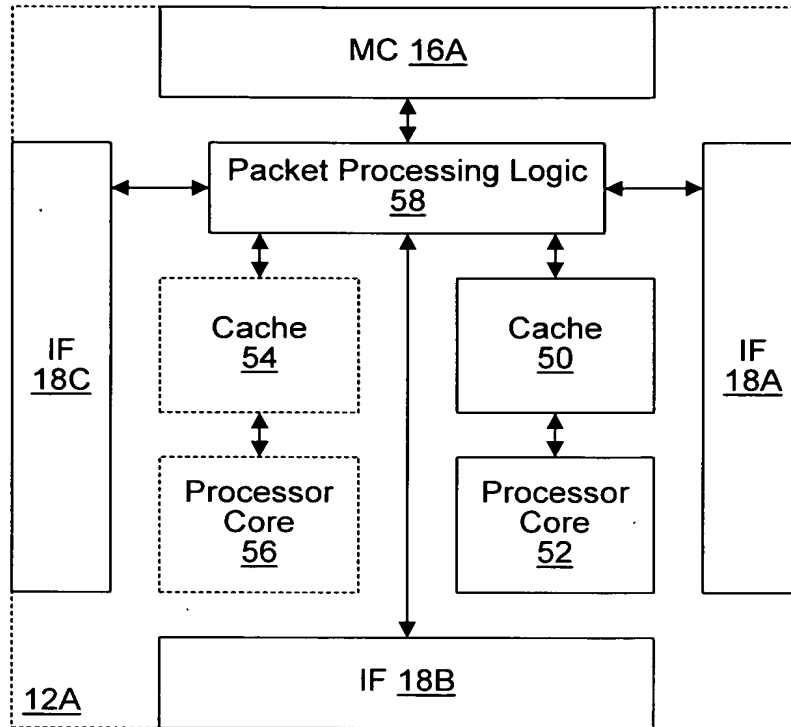 MC 16A
Packet Processing Logic
58
IF
18C
Cache
54
Cache
50
IF
18A
Processor
Core
56
Processor
Core
52
IF 18B
12A